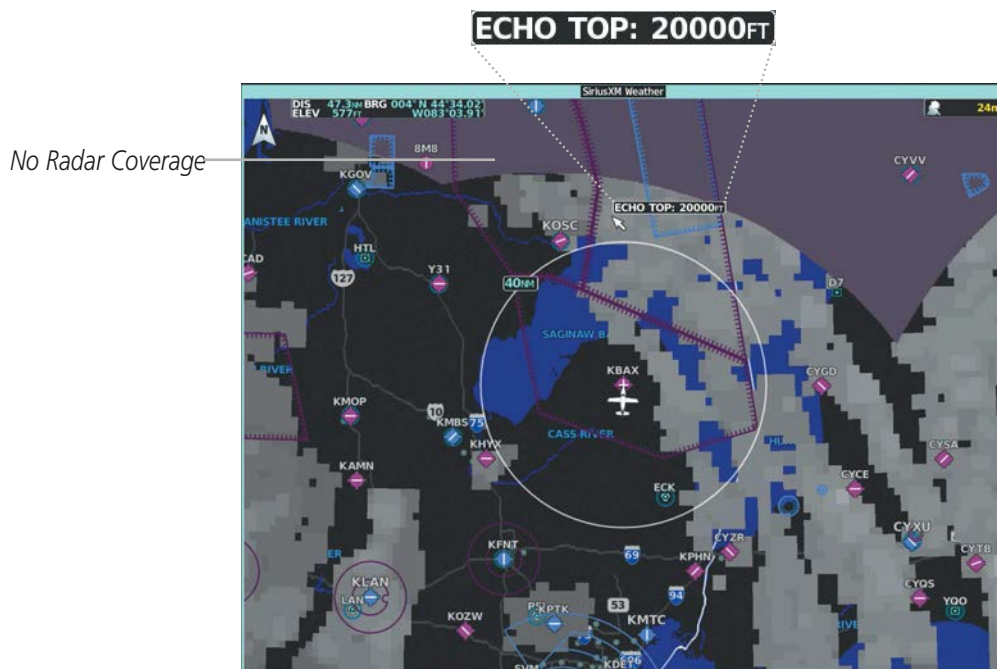 ECHO TOP: 20000FT
SiriusXM Weather
DIS 47.3NM BRG 004° N 44°34.02'
ELEV 577FT W083°03.91'
24
N
No Radar Coverage
8M8
CYVV
KGOV
ECHO TOP: 20000FT
ANISTEE RIVER
KOSC
HTL
CAD
127
Y31
40NM
D7
SAGINAW BA
RIVER
KBAX
CYGD
KMOP
10
KMBS
75
CASS RIVER
KHYX
CYSA
KAMN
CYCE
ECK
CYXU
KFNT
69
KPHN
CYZR
CYTB
KLAN
94
CYQS
LAN
53
YQO
KOZW
KPTK
KMTC
RIVE